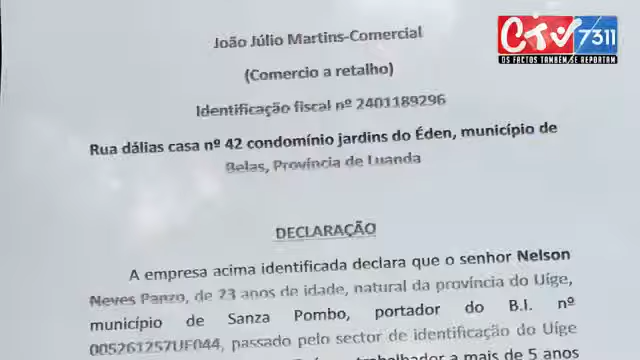 CTV 7311
OS FACTOS TAMBÉM SE REPORTAM
João Júlio Martins-Comercial
(Comercio a retalho)
Identificação fiscal nº 2401189296
Rua dálias casa nº 42 condomínio jardins do Éden, município de
Belas, Província de Luanda
DECLARAÇÃO
A empresa acima identificada declara que o senhor Nelson
Neves Panzo, de 23 anos de idade, natural da província do Uíge,
município de Sanza Pombo, portador do B.I. nº
005261257UF044, passado pelo sector de identificação do Uíge
trabalhador a mais de 5 anos